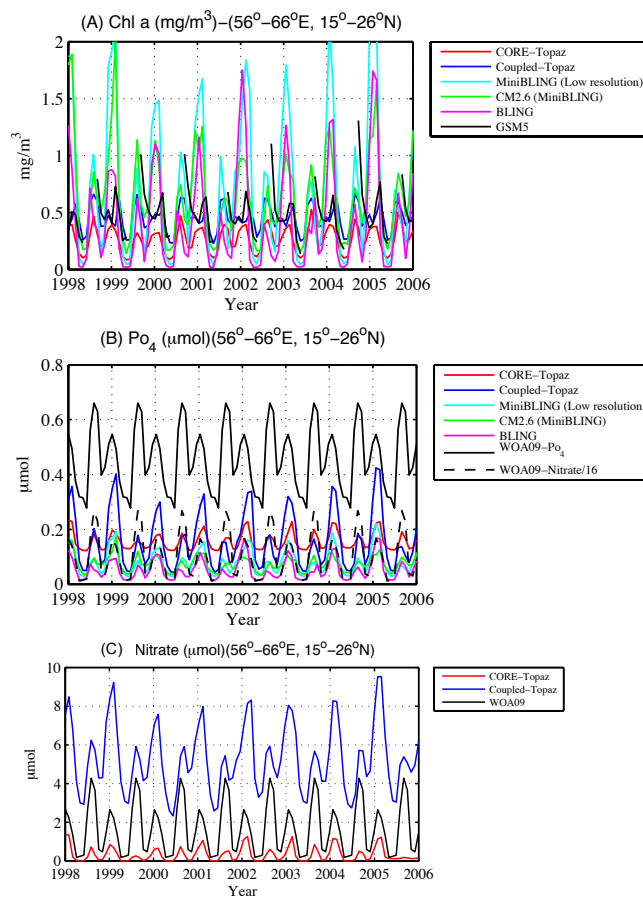 (A) Chl a (mg/m³)−(56°−66°E, 15°−26°N)
2
1.5
1
0.5
0
mg/m³
1998 1999 2000 2001 2002 2003 2004 2005 2006
Year
CORE−Topaz
Coupled−Topaz
MiniBLING (Low resolution)
CM2.6 (MiniBLING)
BLING
GSM5
(B) Po₄ (μmol)(56°−66°E, 15°−26°N)
0.8
0.6
0.4
0.2
0
μmol
1998 1999 2000 2001 2002 2003 2004 2005 2006
Year
CORE−Topaz
Coupled−Topaz
MiniBLING (Low resolution
CM2.6 (MiniBLING)
BLING
WOA09−Po₄
WOA09−Nitrate/16
(C) Nitrate (μmol)(56°−66°E, 15°−26°N)
10
8
6
4
2
0
μmol
1998 1999 2000 2001 2002 2003 2004 2005 2006
Year
CORE−Topaz
Coupled−Topaz
WOA09